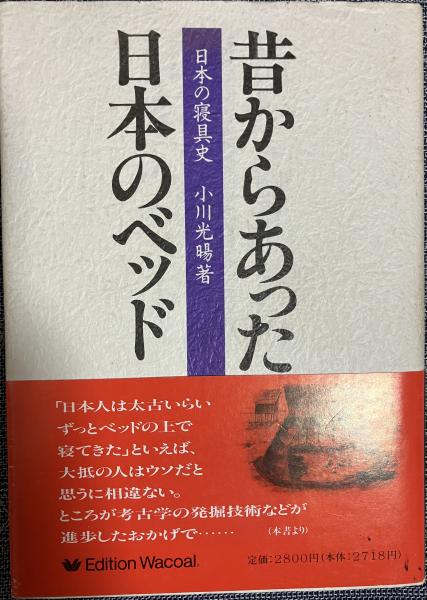 昔からあった
日本のベッド
日本の寝具史 小川光暘著
「日本人は太古いらい
ずっとベッドの上で
寝てきた」といえば、
大抵の人はウソだと
思うに相違ない。
ところが考古学の発掘技術などが
進歩したおかげで……
(本書より)
Edition Wacoal
定価:2800円(本体:2718円)